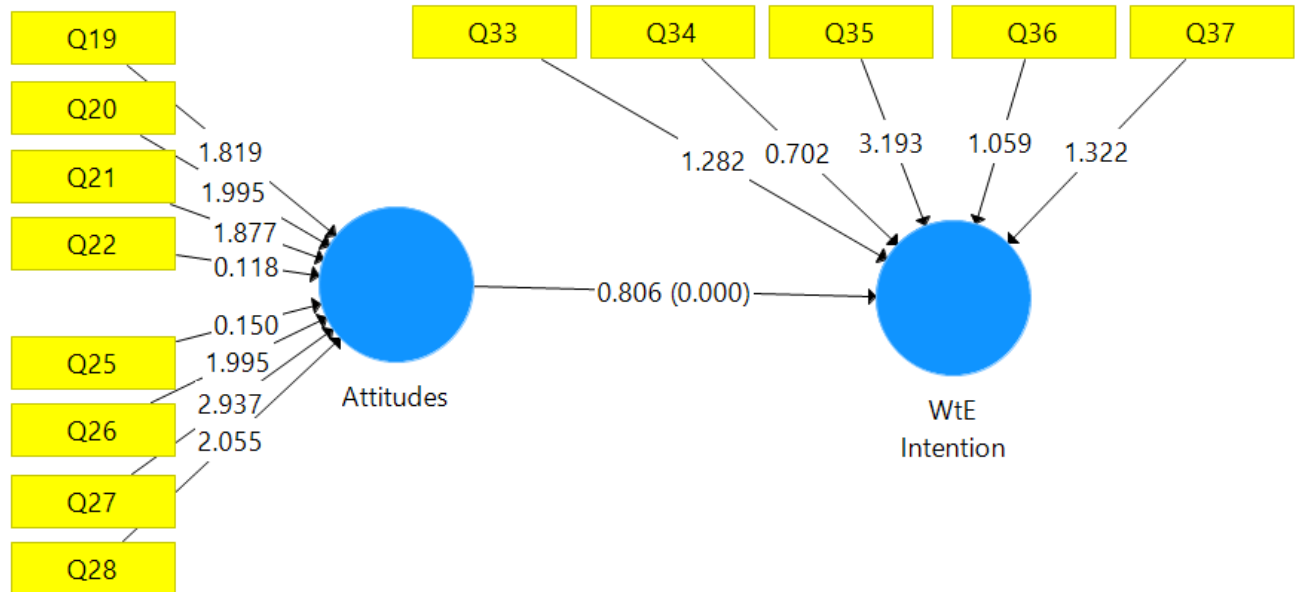 Q19
Q20
Q21
Q22
Q25
Q26
Q27
Q28
1.819
1.995
1.877
0.118
0.150
1.995
2.937
2.055
Attitudes
0.806 (0.000)
Q33
Q34
Q35
Q36
Q37
1.282
0.702
3.193
1.059
1.322
WtE
Intention